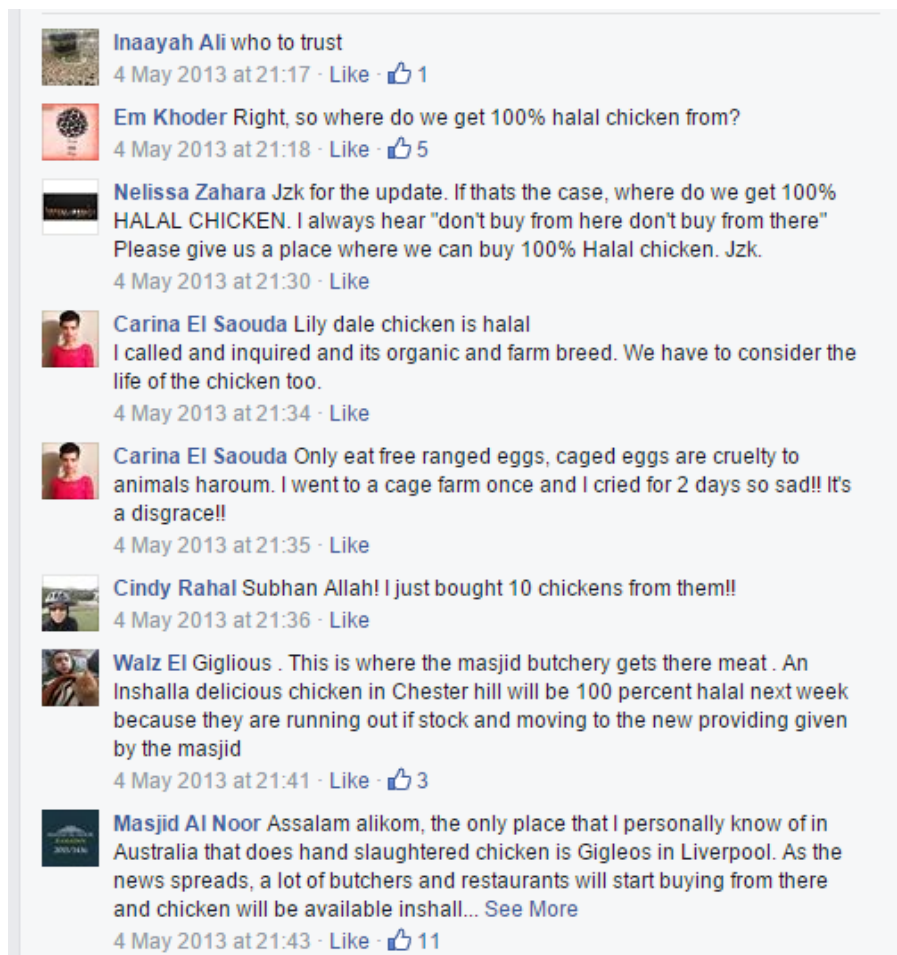 Inaayah Ali who to trust
4 May 2013 at 21:17 · Like · 1
Em Khoder Right, so where do we get 100% halal chicken from?
4 May 2013 at 21:18 · Like · 5
Nelissa Zahara Jzk for the update. If thats the case, where do we get 100%
HALAL CHICKEN. I always hear "don't buy from here don't buy from there"
Please give us a place where we can buy 100% Halal chicken. Jzk.
4 May 2013 at 21:30 · Like
Carina El Saouda Lily dale chicken is halal
I called and inquired and its organic and farm breed. We have to consider the
life of the chicken too.
4 May 2013 at 21:34 · Like
Carina El Saouda Only eat free ranged eggs, caged eggs are cruelty to
animals haroum. I went to a cage farm once and I cried for 2 days so sad!! It's
a disgrace!!
4 May 2013 at 21:35 · Like
Cindy Rahal Subhan Allah! I just bought 10 chickens from them!!
4 May 2013 at 21:36 · Like
Walz El Giglious . This is where the masjid butchery gets there meat . An
Inshalla delicious chicken in Chester hill will be 100 percent halal next week
because they are running out if stock and moving to the new providing given
by the masjid
4 May 2013 at 21:41 · Like · 3
Masjid Al Noor Assalam alikom, the only place that I personally know of in
Australia that does hand slaughtered chicken is Gigleos in Liverpool. As the
news spreads, a lot of butchers and restaurants will start buying from there
and chicken will be available inshall... See More
4 May 2013 at 21:43 · Like · 11